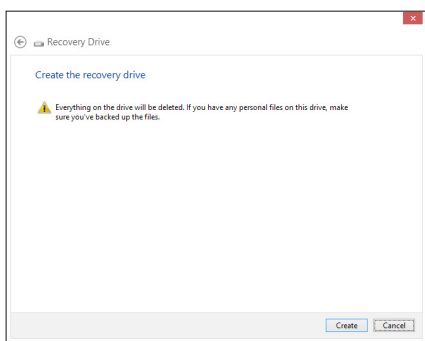 Recovery Drive
Create the recovery drive
Everything on the drive will be deleted. If you have any personal files on this drive, make
sure you've backed up the files.
Create Cancel